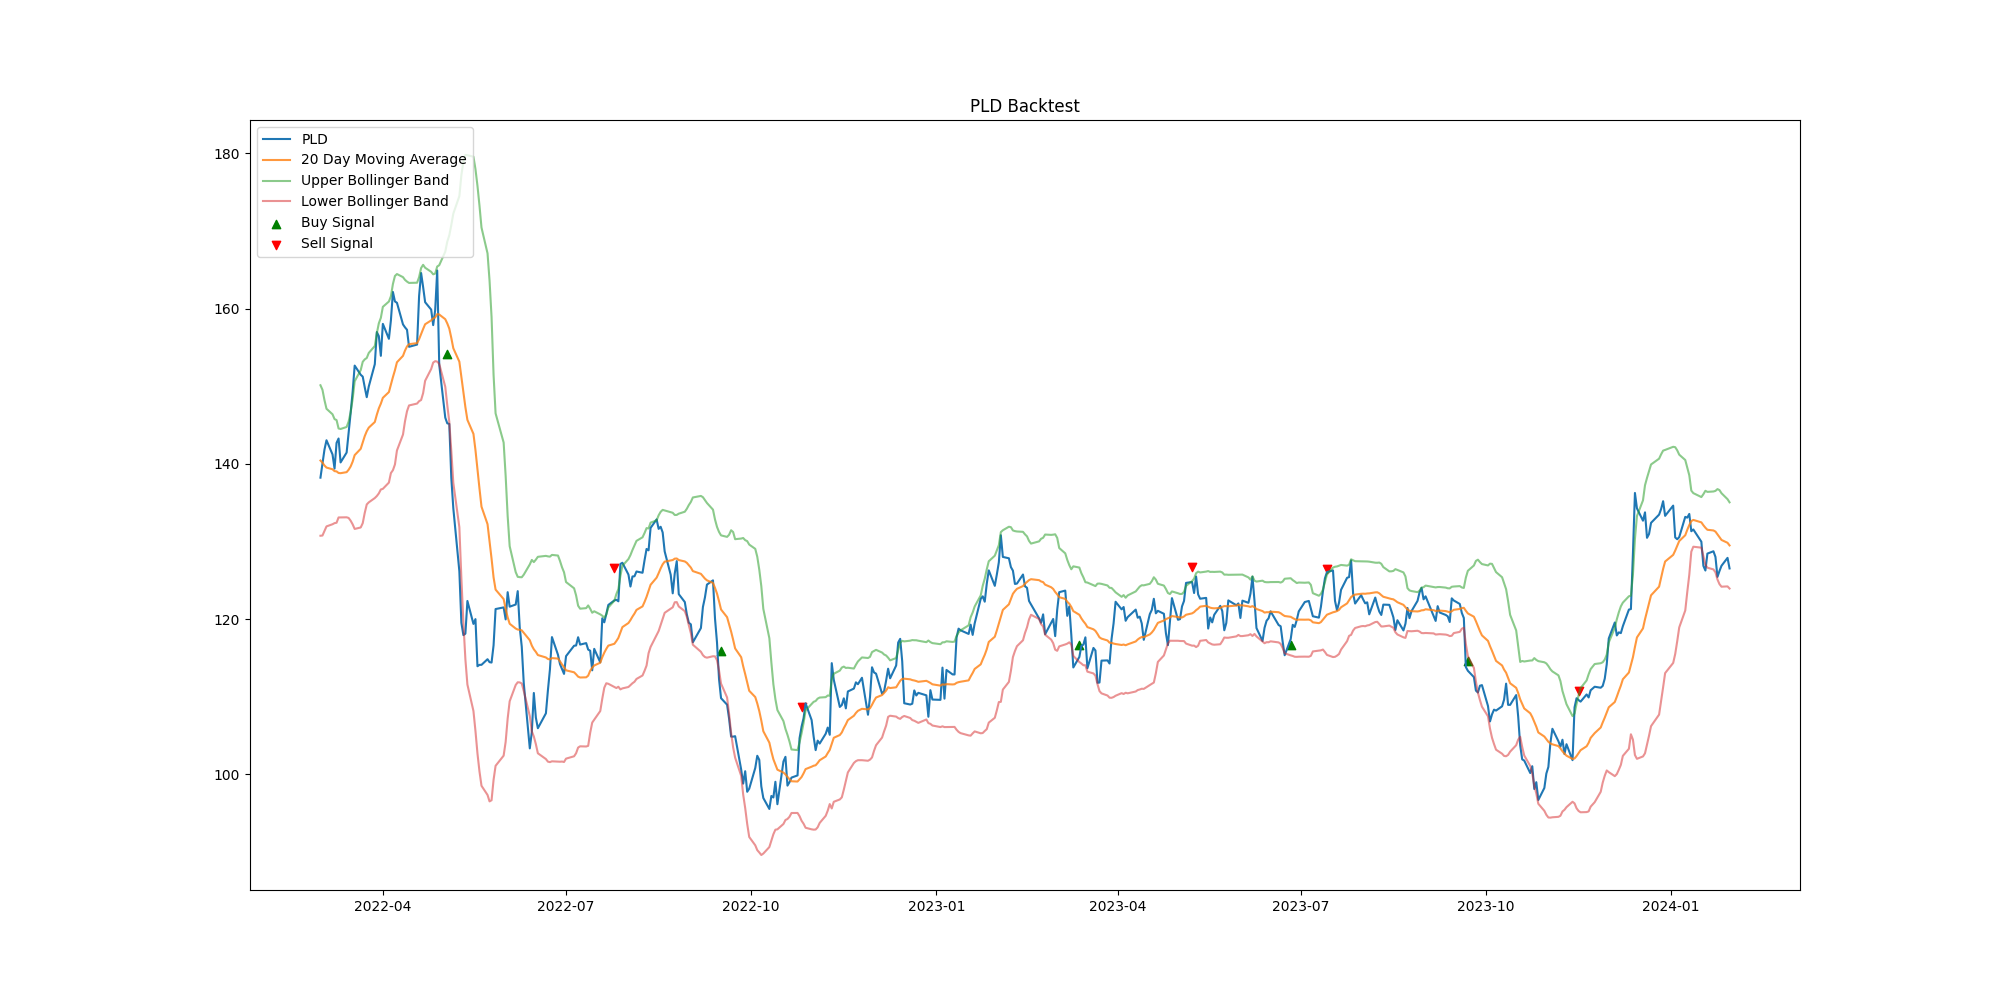 PLD Backtest
PLD
20 Day Moving Average
Upper Bollinger Band
Lower Bollinger Band
Buy Signal
Sell Signal
180
160
140
120
100
2022-04 2022-07 2022-10 2023-01 2023-04 2023-07 2023-10 2024-01